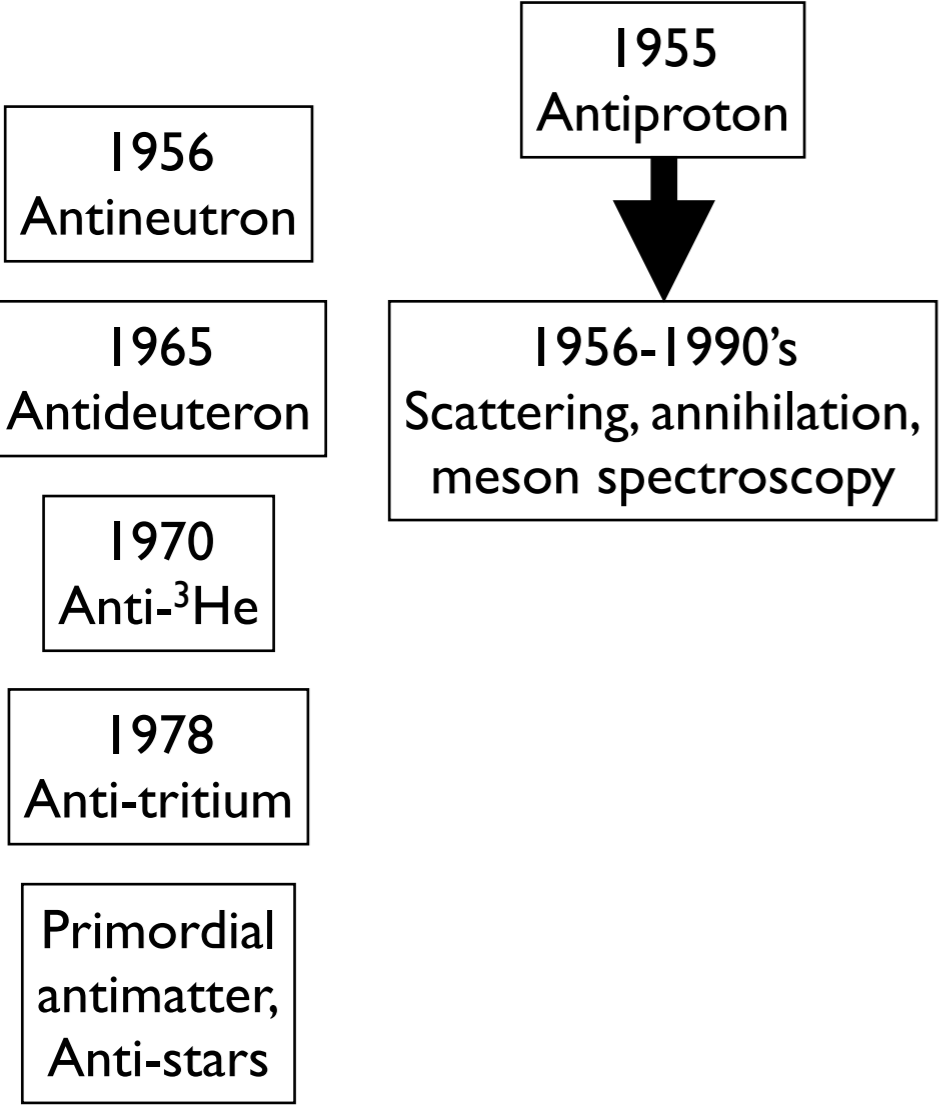 1955
Antiproton
1956
Antineutron
1965
Antideuteron
1956-1990’s
Scattering, annihilation,
meson spectroscopy
1970
Anti-³He
1978
Anti-tritium
Primordial
antimatter,
Anti-stars